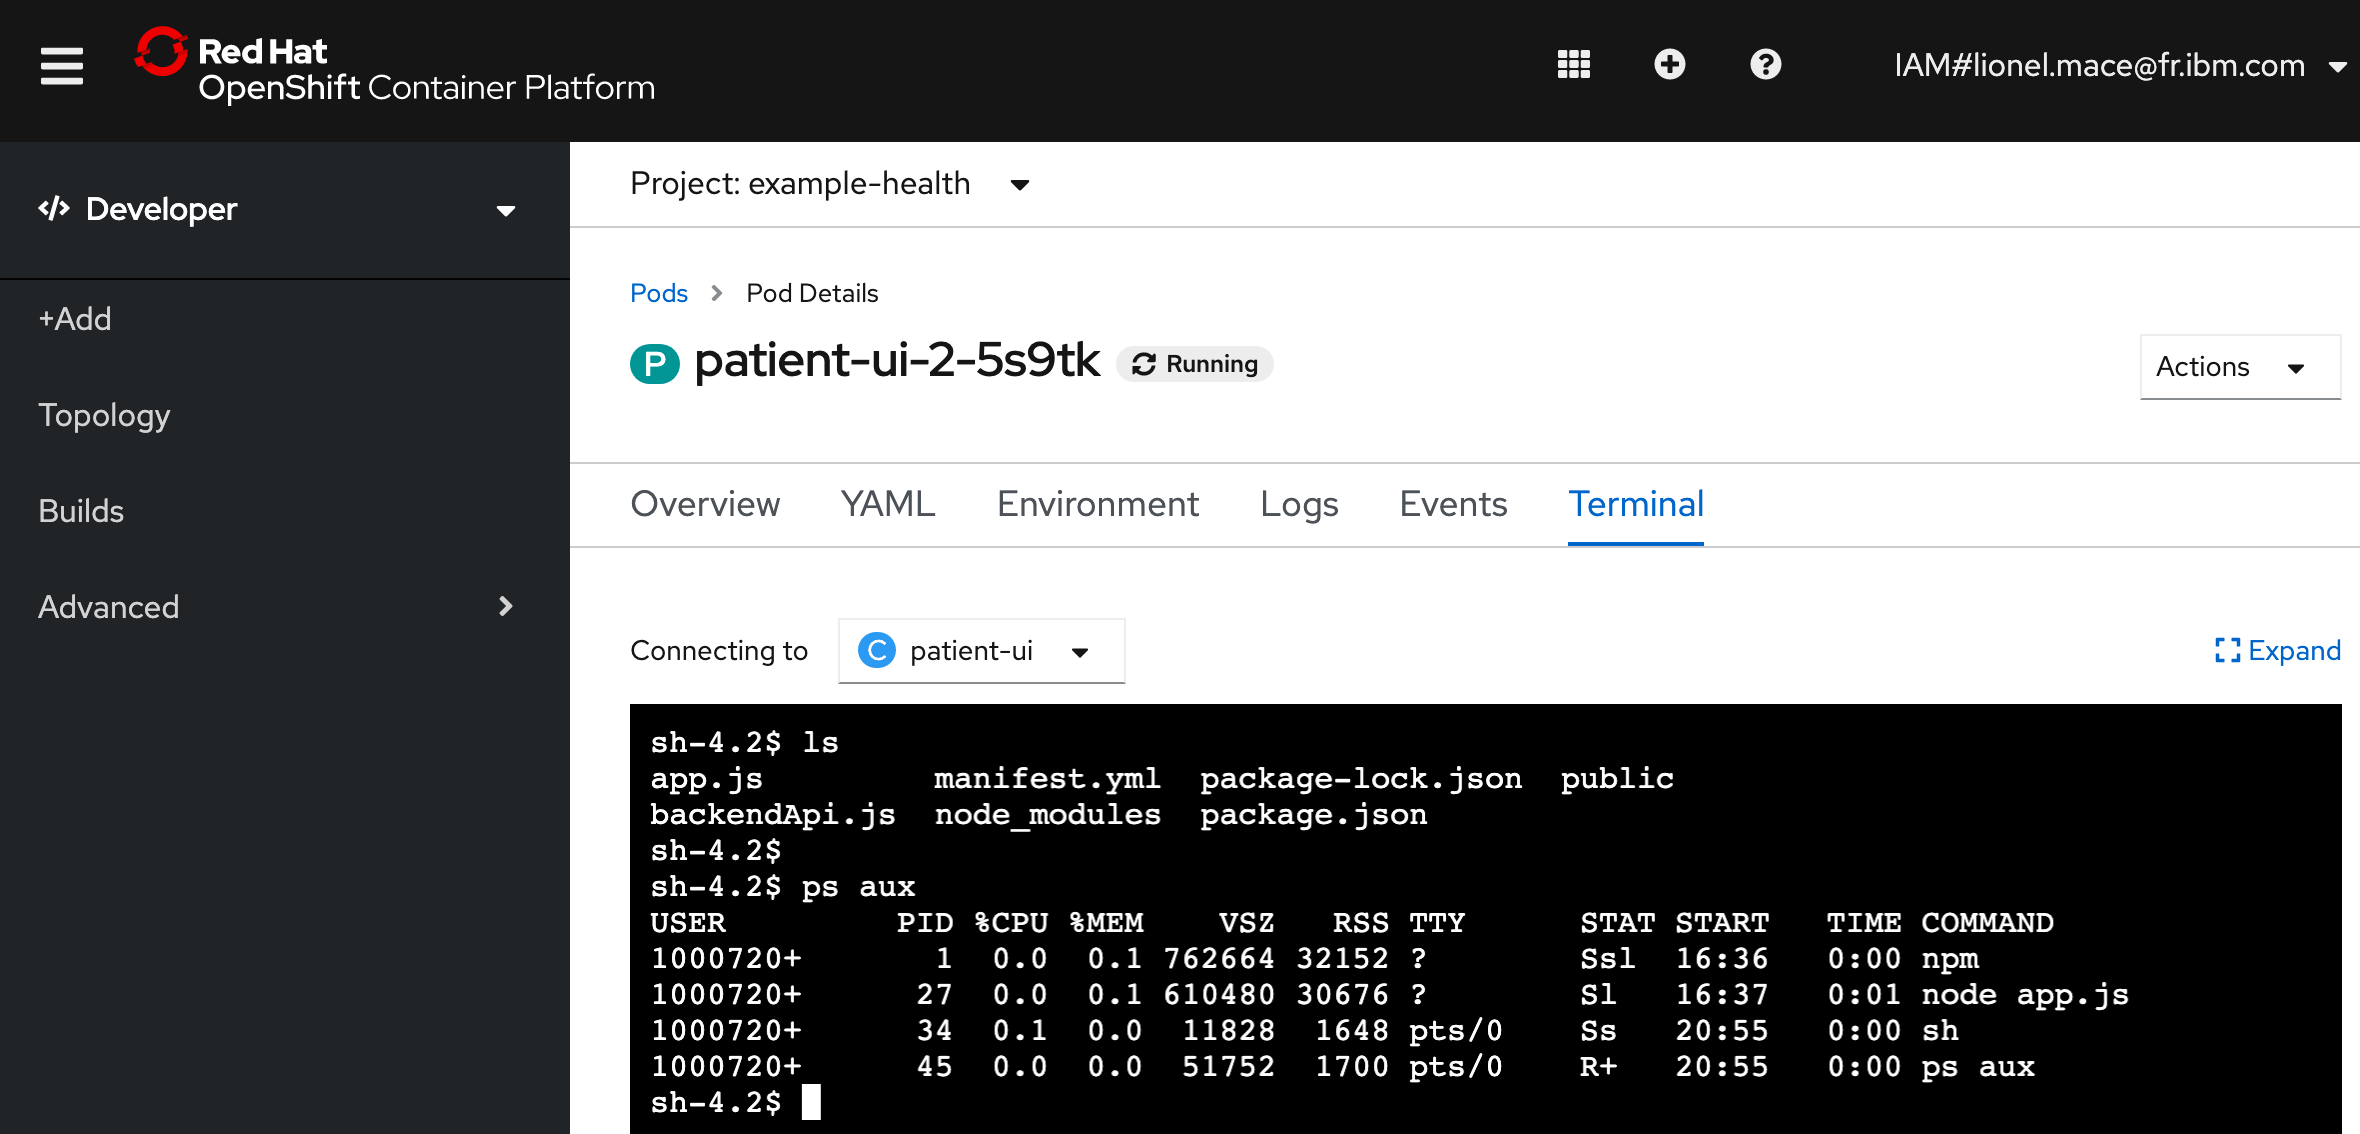 Red Hat
OpenShift Container Platform
IAM#lionel.mace@fr.ibm.com
</> Developer
+Add
Topology
Builds
Advanced
Project: example-health
Pods > Pod Details
P patient-ui-2-5s9tk Running
Actions
Overview YAML Environment Logs Events Terminal
Connecting to C patient-ui
Expand
sh-4.2$ ls
app.js         manifest.yml  package-lock.json  public
backendApi.js  node_modules  package.json
sh-4.2$
sh-4.2$ ps aux
USER         PID %CPU %MEM    VSZ   RSS TTY      STAT START   TIME COMMAND
1000720+       1  0.0  0.1 762664 32152 ?        Ssl  16:36   0:00 npm
1000720+      27  0.0  0.1 610480 30676 ?        Sl   16:37   0:01 node app.js
1000720+      34  0.1  0.0  11828  1648 pts/0    Ss   20:55   0:00 sh
1000720+      45  0.0  0.0  51752  1700 pts/0    R+   20:55   0:00 ps aux
sh-4.2$